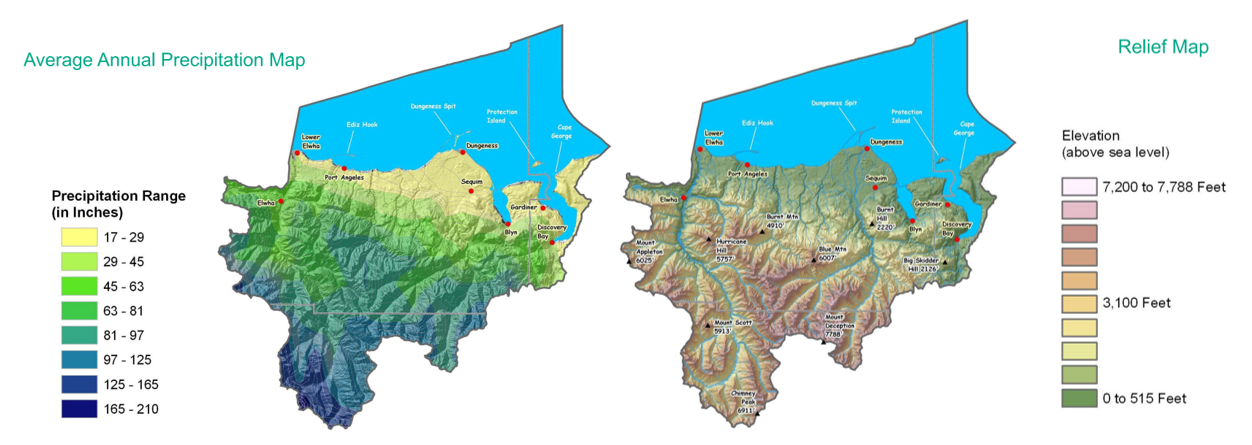 Average Annual Precipitation Map
Precipitation Range
(in Inches)
17 - 29
29 - 45
45 - 63
63 - 81
81 - 97
97 - 125
125 - 165
165 - 210
Lower
Elwha
Ediz Hook
Dungeness Spit
Protection
Island
Cape
George
Dungeness
Port Angeles
Sequim
Elwha
Gardiner
Blyn
Discovery
Bay
Relief Map
Elevation
(above sea level)
7,200 to 7,788 Feet
3,100 Feet
0 to 515 Feet
Lower
Elwha
Ediz Hook
Dungeness Spit
Protection
Island
Cape
George
Dungeness
Port Angeles
Sequim
Elwha
Gardiner
Blyn
Discovery
Bay
Burnt Mtn
4910'
Burnt
Hill
2220'
Mount
Appleton
6025'
Hurricane
Hill
5757'
Blue Mtn
6007'
Big Skidder
Hill 2126'
Mount Scott
5913'
Mount
Deception
7788'
Chimney
Peak
6911'